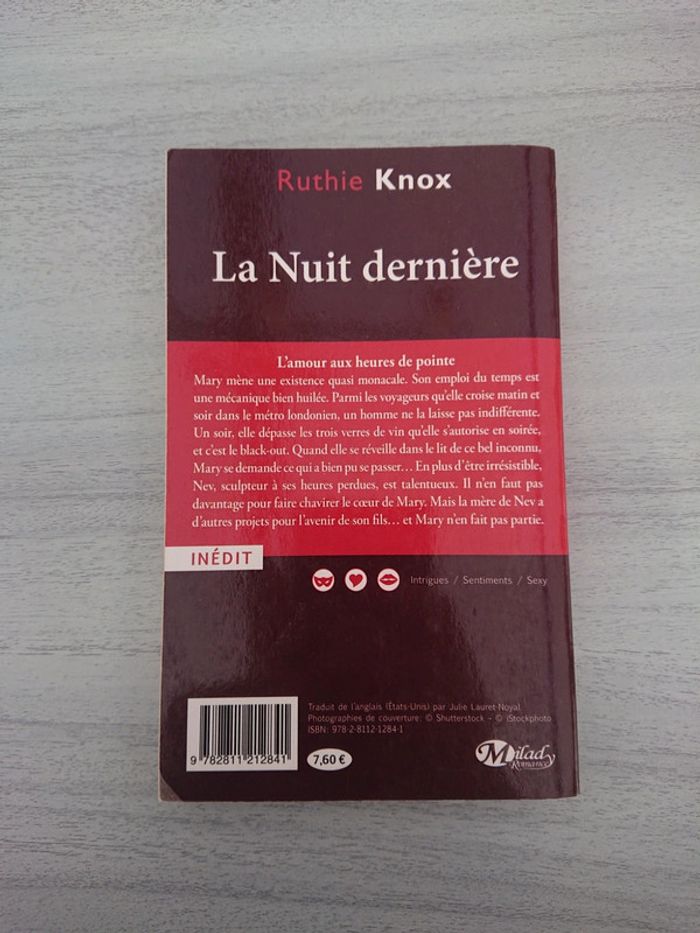 Ruthie Knox
La Nuit dernière
L'amour aux heures de pointe
Mary mène une existence quasi monacale. Son emploi du temps est
une mécanique bien huilée. Parmi les voyageurs qu'elle croise matin et
soir dans le métro londonien, un homme ne la laisse pas indifférente.
Un soir, elle dépasse les trois verres de vin qu'elle s'autorise en soirée,
et c'est le black-out. Quand elle se réveille dans le lit de ce bel inconnu,
Mary se demande ce qui a bien pu se passer… En plus d'être irrésistible,
Nev, sculpteur à ses heures perdues, est talentueux. Il n'en faut pas
davantage pour faire chavirer le cœur de Mary. Mais la mère de Nev a
d'autres projets pour l'avenir de son fils… et Mary n'en fait pas partie.
INÉDIT
Intrigues / Sentiments / Sexy
Traduit de l'anglais (États-Unis) par Julie Lauret-Noyal
Photographies de couverture: © Shutterstock - © iStockphoto
ISBN: 978-2-8112-1284-1
9 782811 212841
7,60 €
Milady
Romance